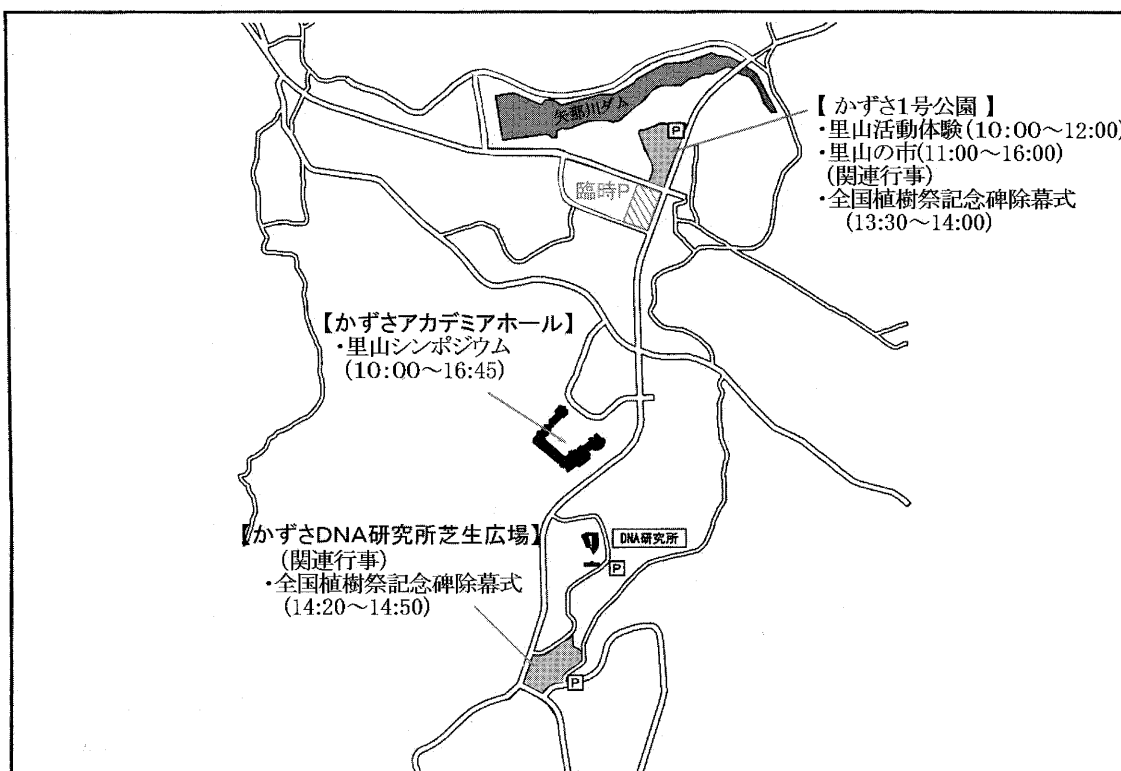 矢部川ダム
P
【 かずさ1号公園 】
・里山活動体験(10:00～12:00)
・里山の市(11:00～16:00)
(関連行事)
・全国植樹祭記念碑除幕式
(13:30～14:00)
臨時P
【かずさアカデミアホール】
・里山シンポジウム
(10:00～16:45)
【かずさDNA研究所芝生広場】
(関連行事)
・全国植樹祭記念碑除幕式
(14:20～14:50)
DNA研究所
P
P